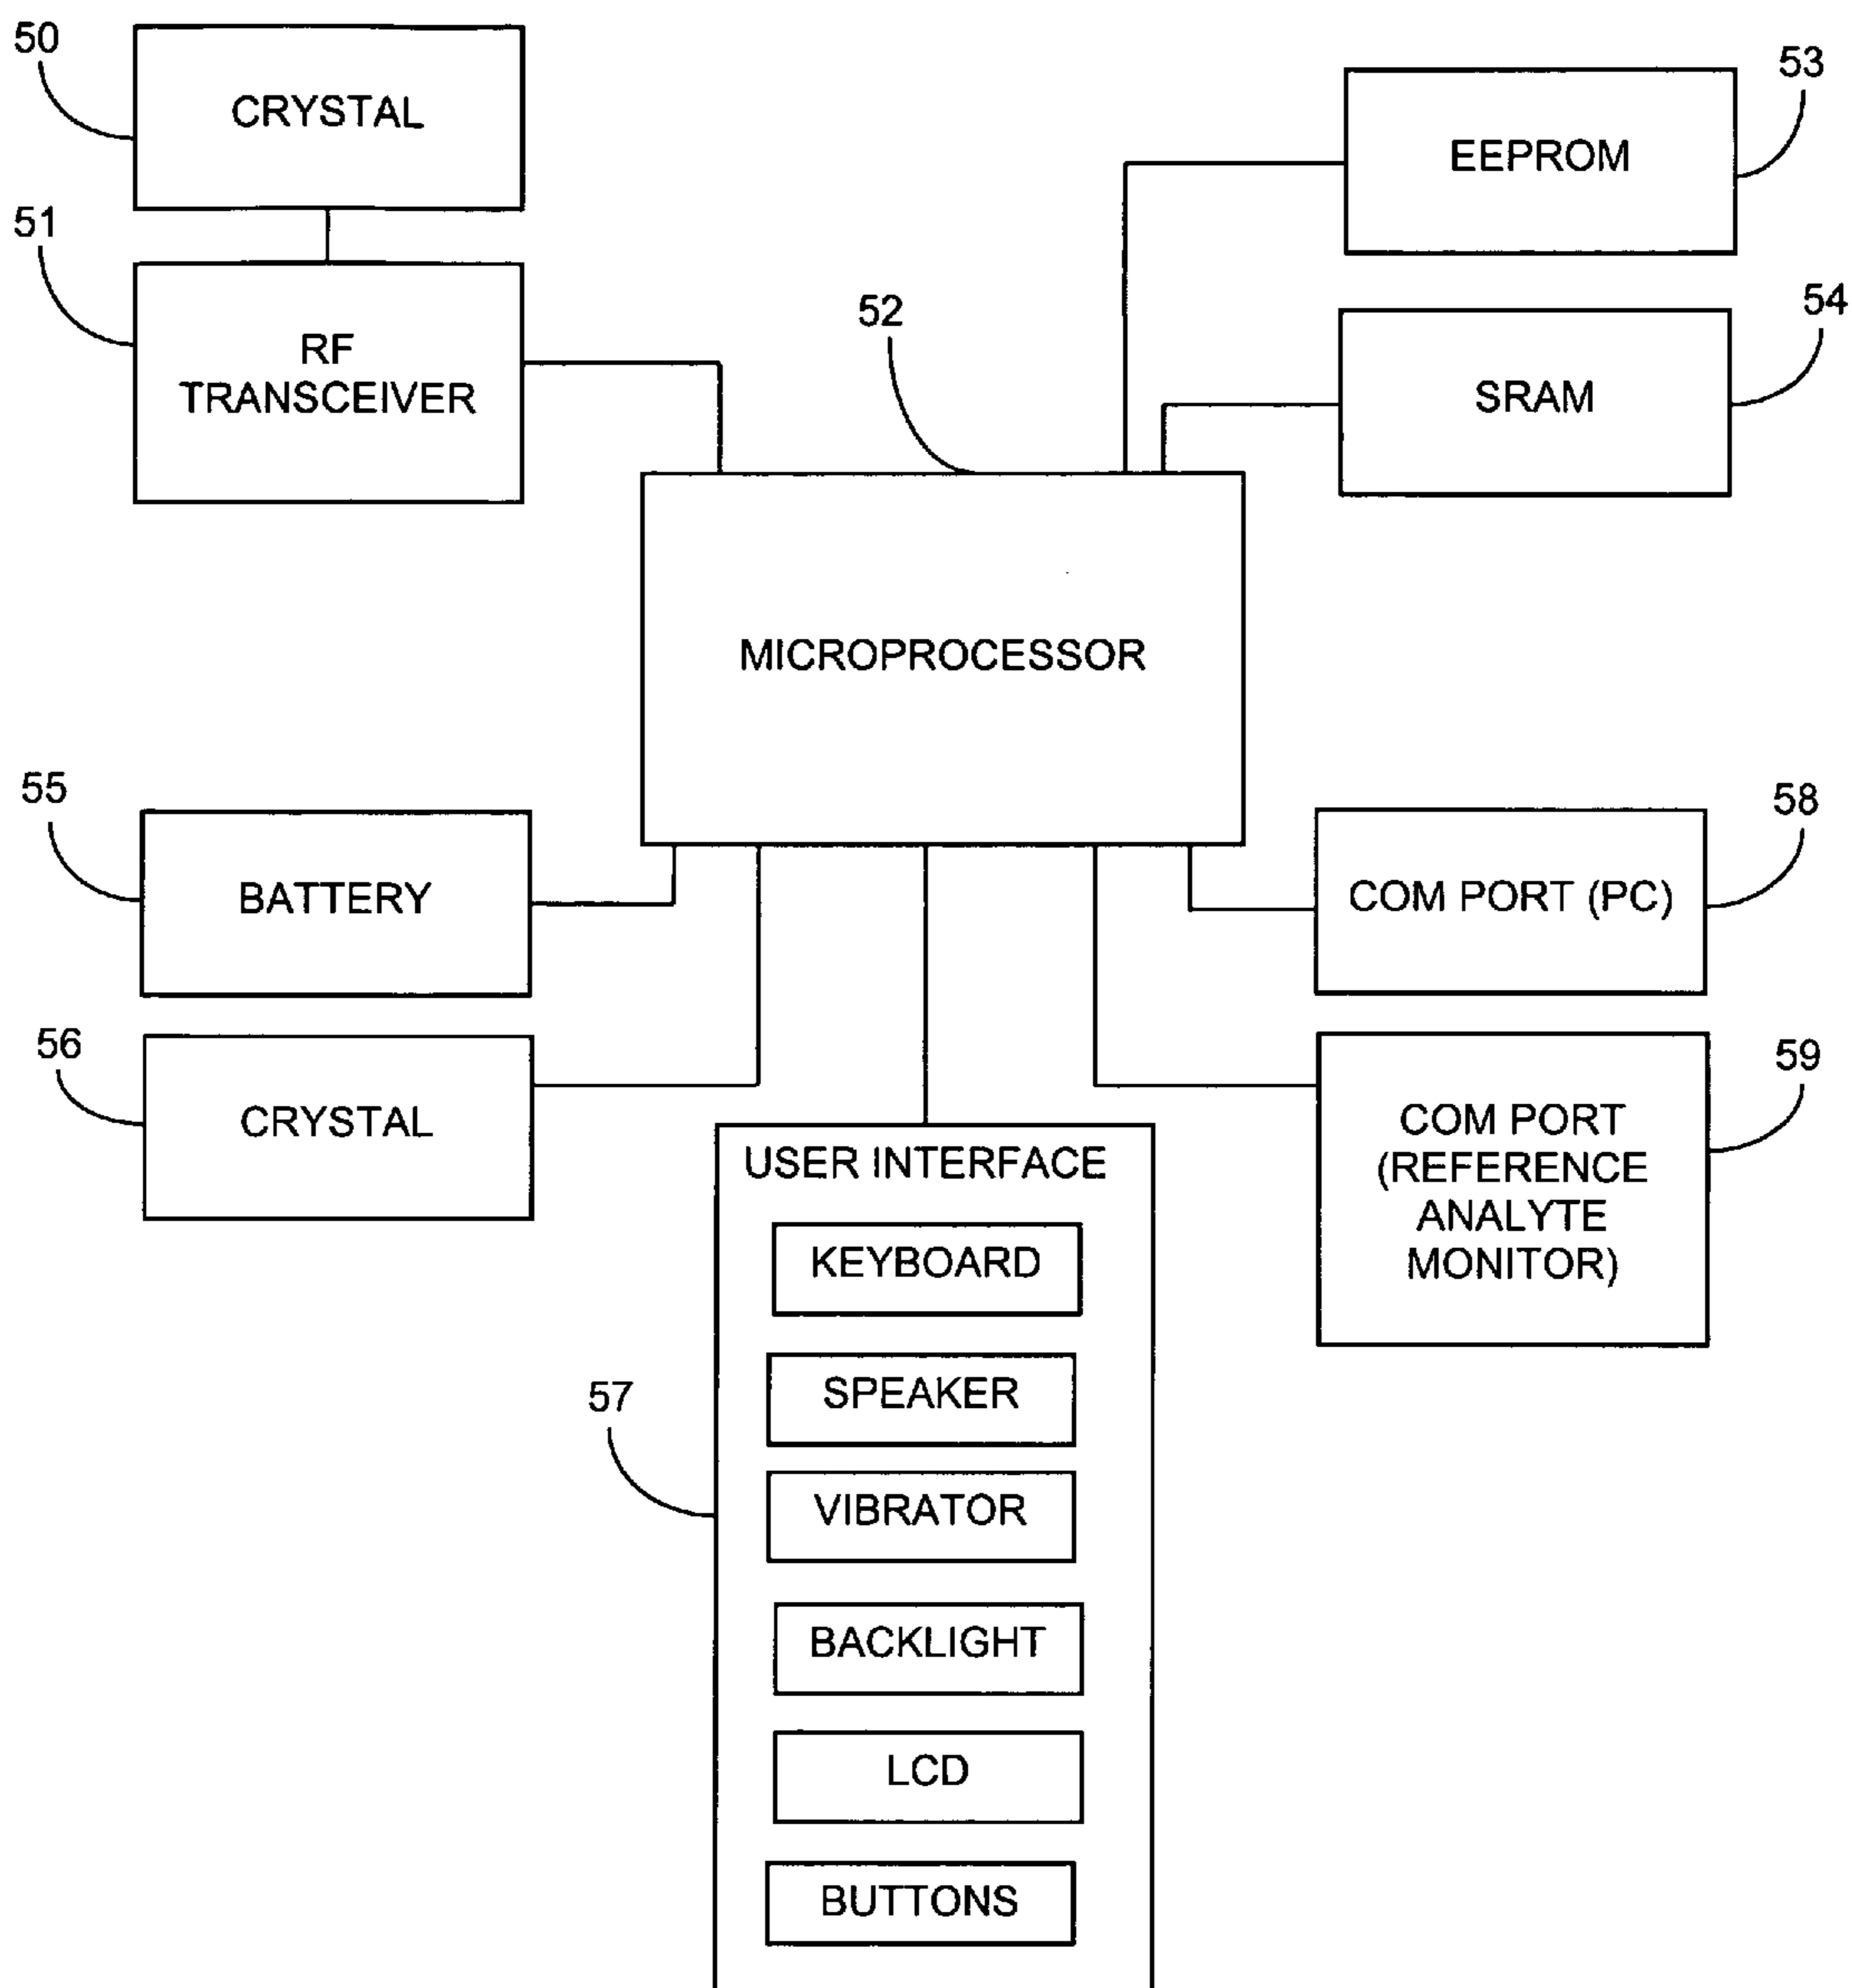 50
CRYSTAL
53
EEPROM
51
RF
TRANSCEIVER
52
54
SRAM
MICROPROCESSOR
55
BATTERY
58
COM PORT (PC)
56
CRYSTAL
59
COM PORT
(REFERENCE
ANALYTE
MONITOR)
57
USER INTERFACE
KEYBOARD
SPEAKER
VIBRATOR
BACKLIGHT
LCD
BUTTONS